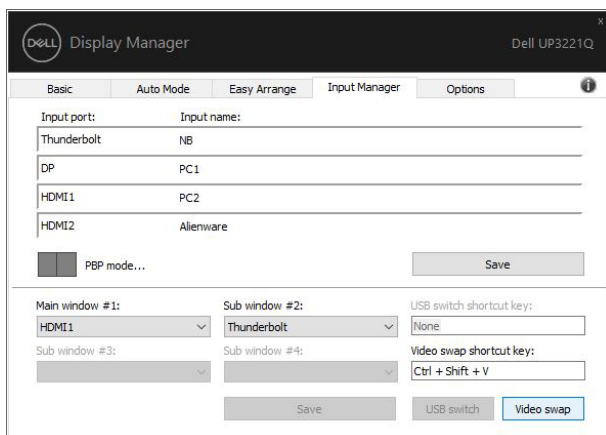 DELL Display Manager Dell UP3221Q
Basic Auto Mode Easy Arrange Input Manager Options
Input port: Input name:
Thunderbolt NB
DP PC1
HDMI1 PC2
HDMI2 Alienware
PBP mode... Save
Main window #1: Sub window #2: USB switch shortcut key:
HDMI1 Thunderbolt None
Sub window #3: Sub window #4: Video swap shortcut key:
Ctrl + Shift + V
Save USB switch Video swap